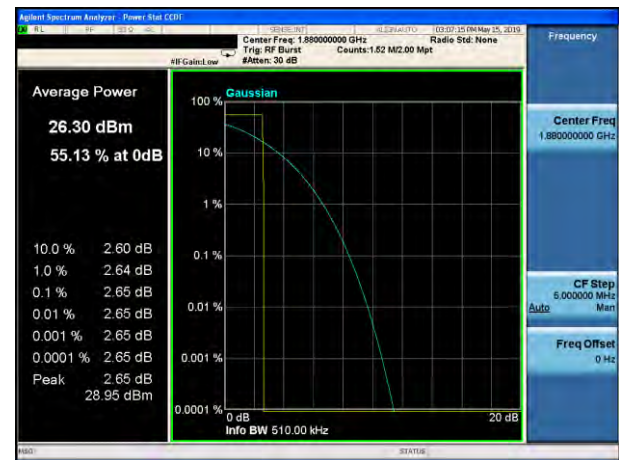 Agilent Spectrum Analyzer - Power Stat CCDF
RL RF 50 Ω AC SENSE:INT ALIGNAUTO 03:07:15 PM May 15, 2019
Center Freq: 1.880000000 GHz Radio Std: None
Trig: RF Burst Counts:1.52 M/2.00 Mpt
#IFGain:Low #Atten: 30 dB
Frequency
Average Power
26.30 dBm
55.13 % at 0dB
10.0 % 2.60 dB
1.0 % 2.64 dB
0.1 % 2.65 dB
0.01 % 2.65 dB
0.001 % 2.65 dB
0.0001 % 2.65 dB
Peak 2.65 dB
28.95 dBm
Gaussian
100 %
10 %
1 %
0.1 %
0.01 %
0.001 %
0.0001 %
0 dB 20 dB
Info BW 510.00 kHz
Center Freq
1.880000000 GHz
CF Step
5.000000 MHz
Auto Man
Freq Offset
0 Hz
MSG STATUS